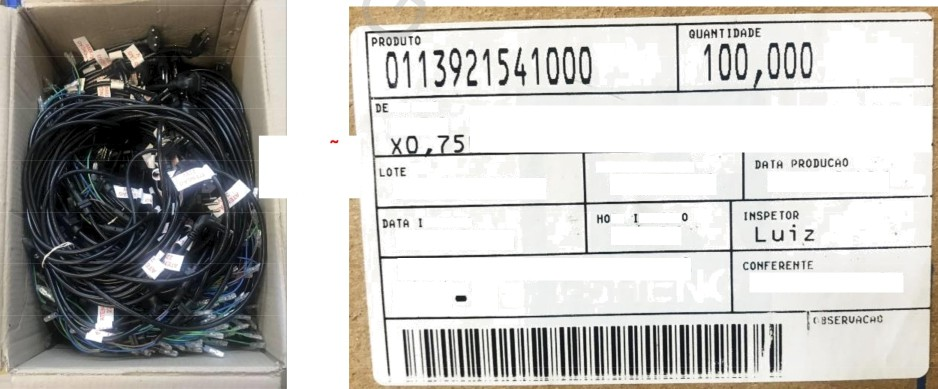 PRODUTO
0113921541000
QUANTIDADE
100,000
DE
X0,75
LOTE
DATA PRODUCAO
DATA I
HO I O
INSPETOR
Luiz
CONFERENTE
OBSERVACAO